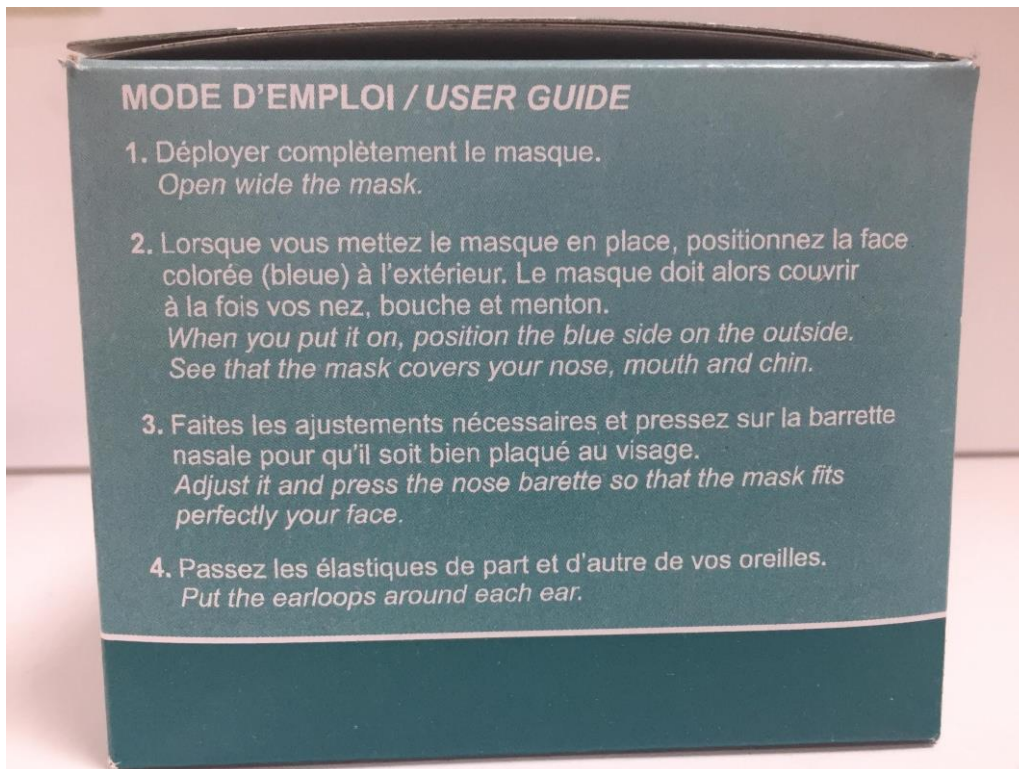 MODE D'EMPLOI / USER GUIDE
1. Déployer complètement le masque.
Open wide the mask.
2. Lorsque vous mettez le masque en place, positionnez la face
colorée (bleue) à l'extérieur. Le masque doit alors couvrir
à la fois vos nez, bouche et menton.
When you put it on, position the blue side on the outside.
See that the mask covers your nose, mouth and chin.
3. Faites les ajustements nécessaires et pressez sur la barrette
nasale pour qu'il soit bien plaqué au visage.
Adjust it and press the nose barette so that the mask fits
perfectly your face.
4. Passez les élastiques de part et d'autre de vos oreilles.
Put the earloops around each ear.